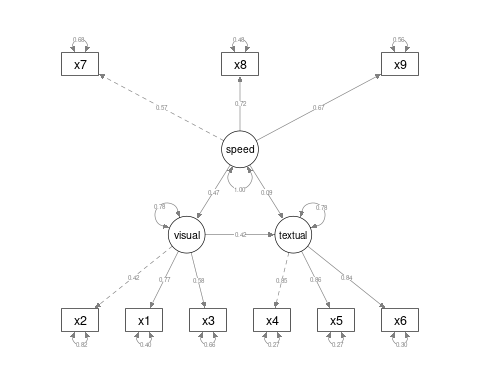 0.68 0.48 0.56
x7 x8 x9
0.57 0.72 0.67
speed
0.47 1.00 0.09
0.78 0.78
visual 0.42 textual
0.42 0.77 0.58 0.85 0.86 0.84
x2 x1 x3 x4 x5 x6
0.82 0.40 0.66 0.27 0.27 0.30